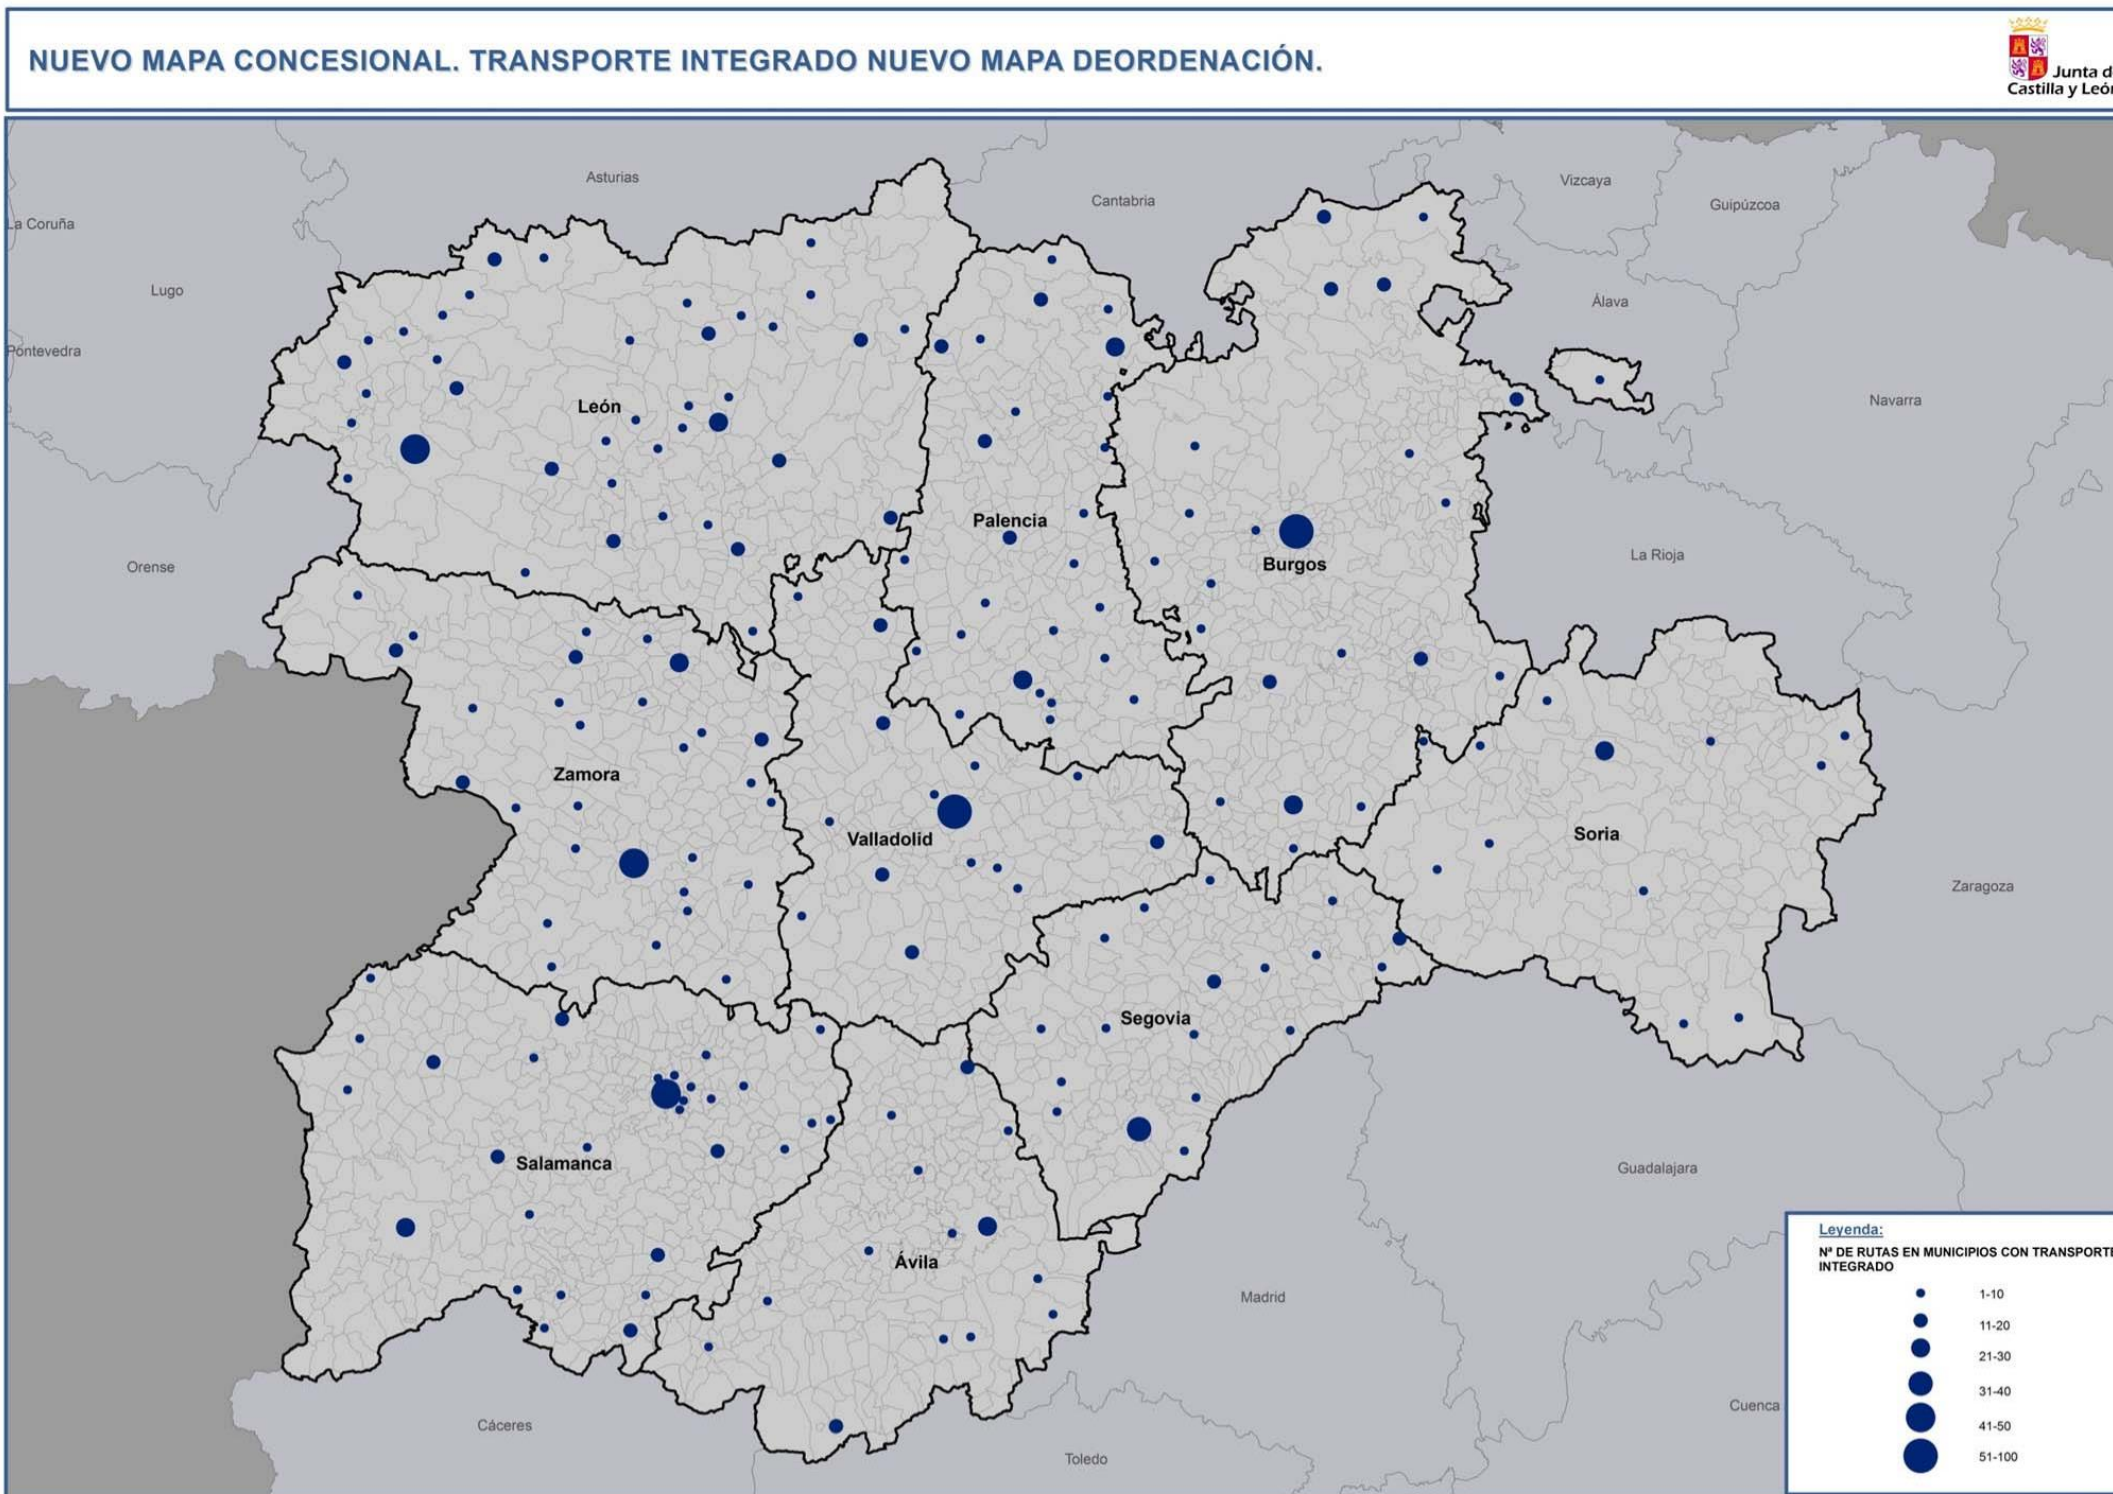 NUEVO MAPA CONCESIONAL. TRANSPORTE INTEGRADO NUEVO MAPA DEORDENACIÓN.
Junta d
Castilla y León
Asturias
Cantabria
Vizcaya
Guipúzcoa
La Coruña
Lugo
Álava
Pontevedra
Navarra
León
Palencia
Burgos
La Rioja
Orense
Zamora
Valladolid
Soria
Zaragoza
Segovia
Salamanca
Guadalajara
Ávila
Madrid
Cáceres
Toledo
Cuenca
Leyenda:
Nª DE RUTAS EN MUNICIPIOS CON TRANSPORTE
INTEGRADO
1-10
11-20
21-30
31-40
41-50
51-100